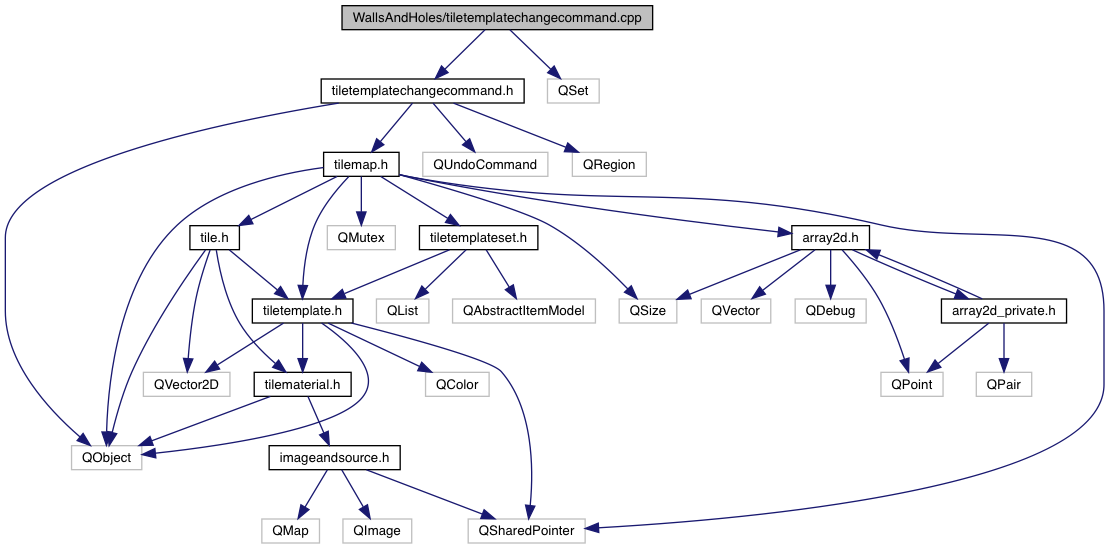 WallsAndHoles/tiletemplatechangecommand.cpp
tiletemplatechangecommand.h
QSet
tilemap.h
QUndoCommand
QRegion
tile.h
QMutex
tiletemplateset.h
array2d.h
tiletemplate.h
QList
QAbstractItemModel
QSize
QVector
QDebug
array2d_private.h
QVector2D
tilematerial.h
QColor
QPoint
QPair
QObject
imageandsource.h
QMap
QImage
QSharedPointer